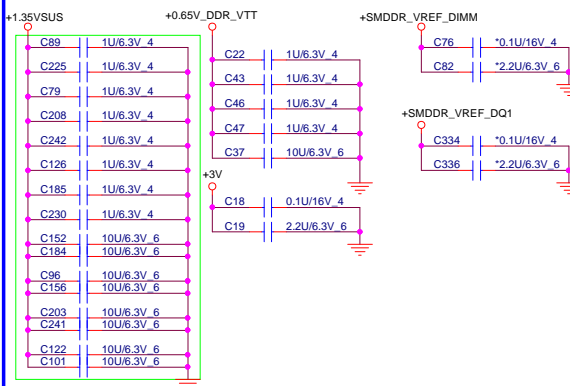 +1.35VSUS
C89 1U/6.3V_4
C225 1U/6.3V_4
C79 1U/6.3V_4
C208 1U/6.3V_4
C242 1U/6.3V_4
C126 1U/6.3V_4
C185 1U/6.3V_4
C230 1U/6.3V_4
C152 10U/6.3V_6
C184 10U/6.3V_6
C96 10U/6.3V_6
C156 10U/6.3V_6
C203 10U/6.3V_6
C241 10U/6.3V_6
C122 10U/6.3V_6
C101 10U/6.3V_6
+0.65V_DDR_VTT
C22 1U/6.3V_4
C43 1U/6.3V_4
C46 1U/6.3V_4
C47 1U/6.3V_4
C37 10U/6.3V_6
+3V
C18 0.1U/16V_4
C19 2.2U/6.3V_6
+SMDDR_VREF_DIMM
C76 *0.1U/16V_4
C82 *2.2U/6.3V_6
+SMDDR_VREF_DQ1
C334 *0.1U/16V_4
C336 *2.2U/6.3V_6